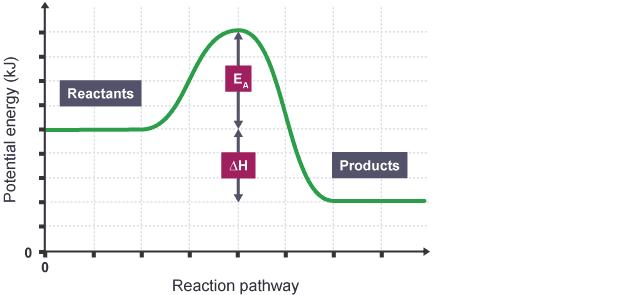 Potential energy (kJ)
Reactants
EA
ΔH
Products
0
0
Reaction pathway